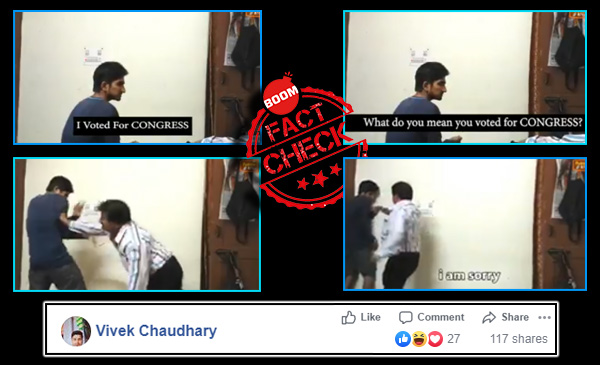 I Voted For CONGRESS
What do you mean you voted for CONGRESS?
BOOM
FACT
CHECK
i am sorry
Vivek Chaudhary
Like
Comment
Share
27
117 shares